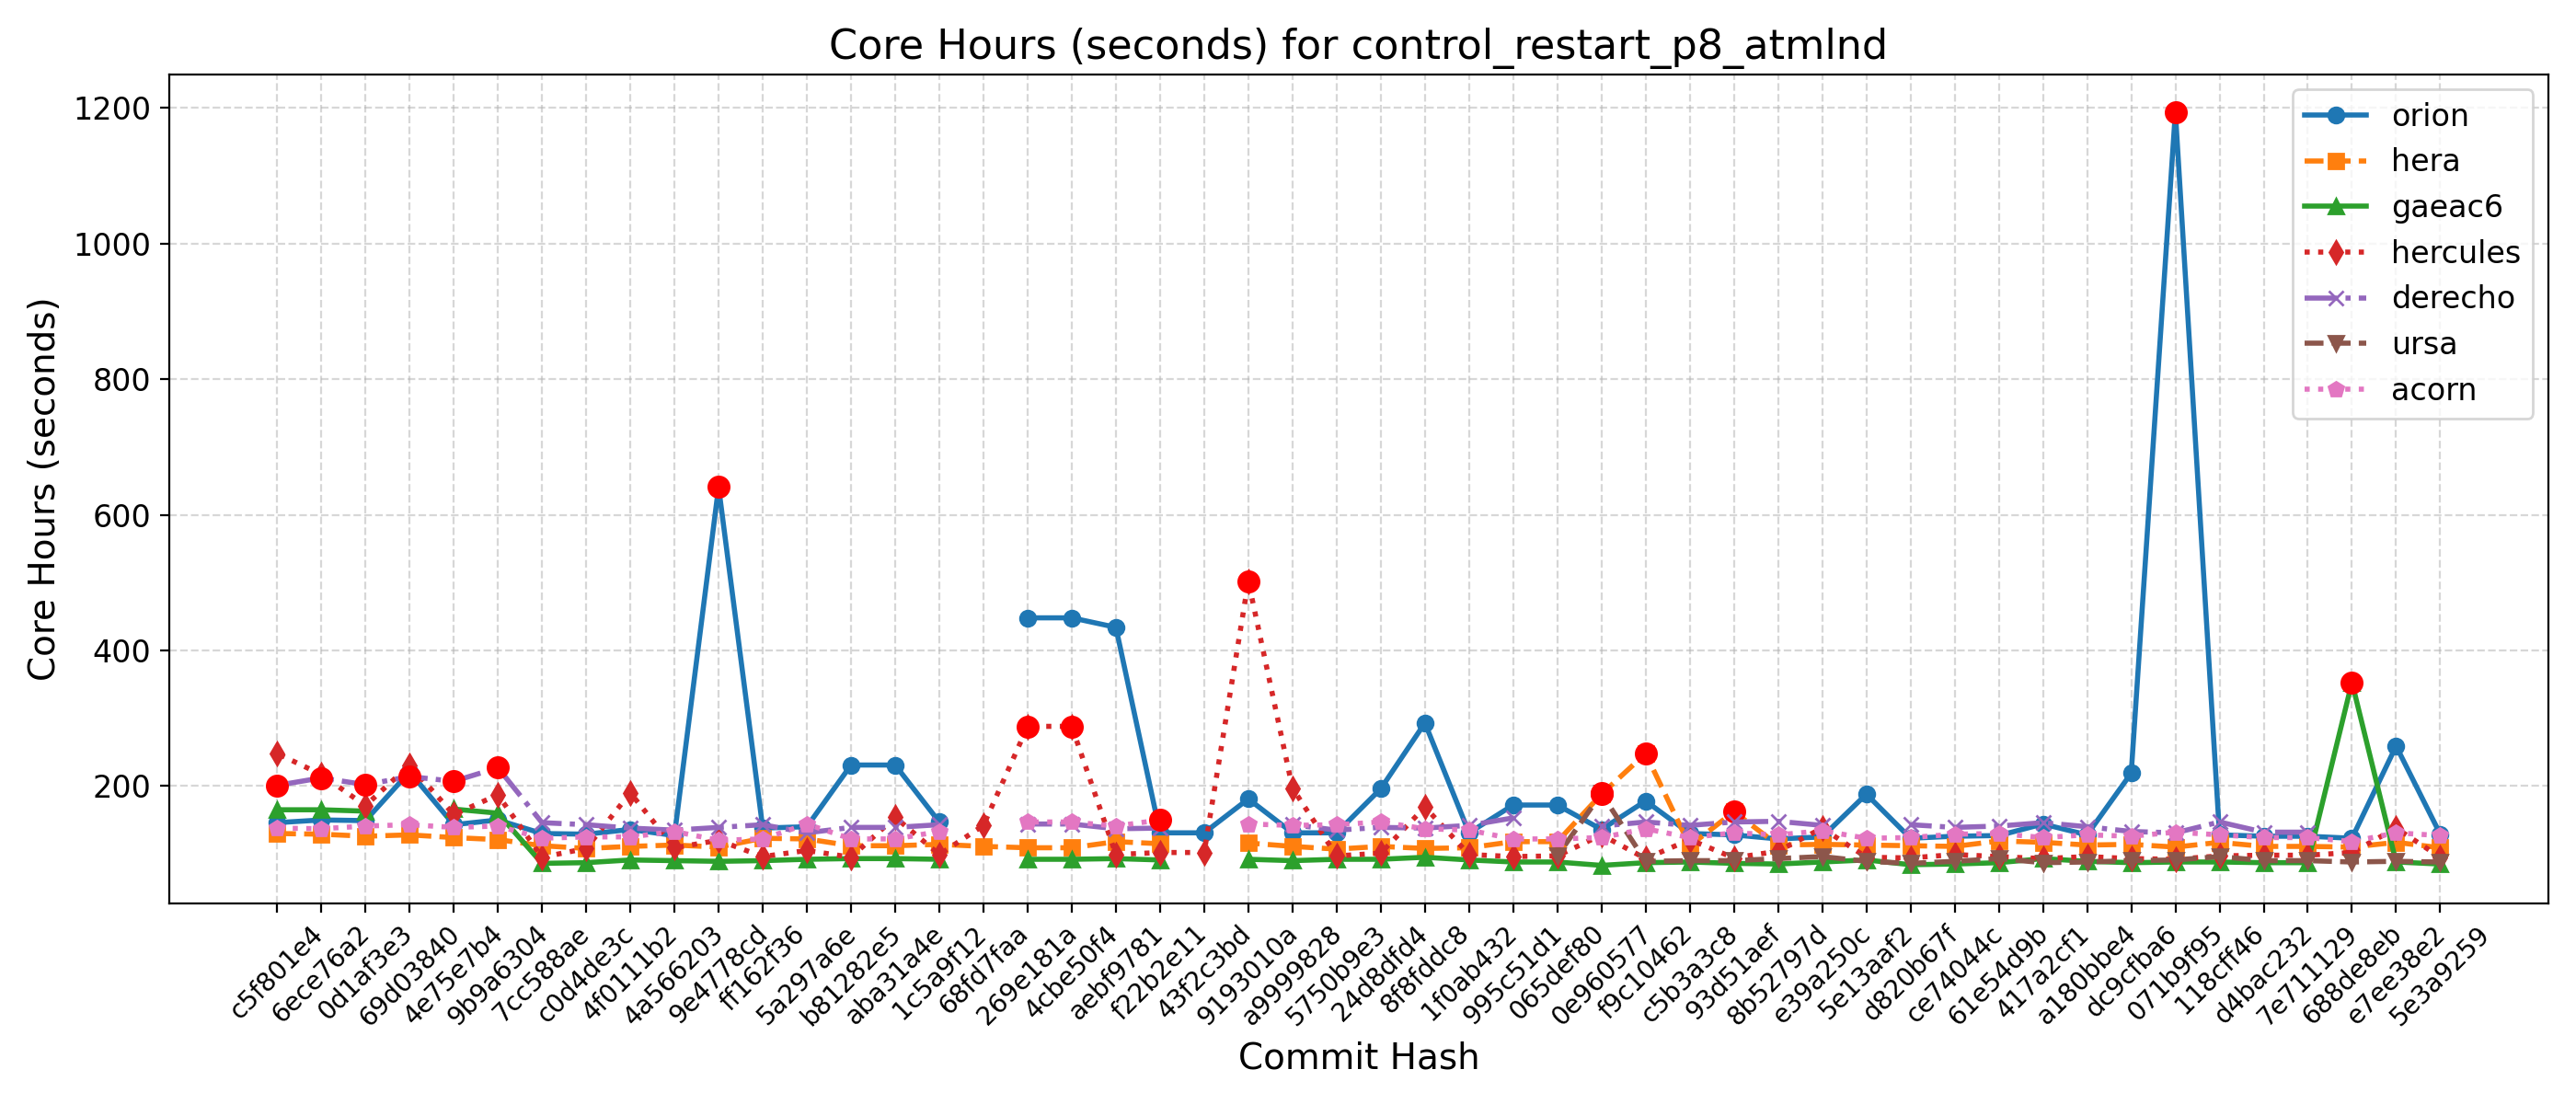 Core Hours (seconds) for control_restart_p8_atmlnd
Core Hours (seconds)
1200
1000
800
600
400
200
orion
hera
gaeac6
hercules
derecho
ursa
acorn
c5f801e4
6ece76a2
0d1af3e3
69d03840
4e75e7b4
9b9a6304
7cc588ae
c0d4de3c
4f0111b2
4a566203
9e4778cd
ff162f36
5a297a6e
b81282e5
aba31a4e
1c5a9f12
68fd7faa
269e181a
4cbe50f4
aebf9781
f22b2e11
43f2c3bd
9193010a
a9999828
5750b9e3
24d8dfd4
8f8fddc8
1f0ab432
995c51d1
065def80
0e960577
f9c10462
c5b3a3c8
93d51aef
8b52797d
e39a250c
5e13aaf2
d820b67f
ce74044c
61e54d9b
417a2cf1
a180bbe4
dc9cfba6
071b9f95
118cff46
d4bac232
7e711129
688de8eb
e7ee38e2
5e3a9259
Commit Hash